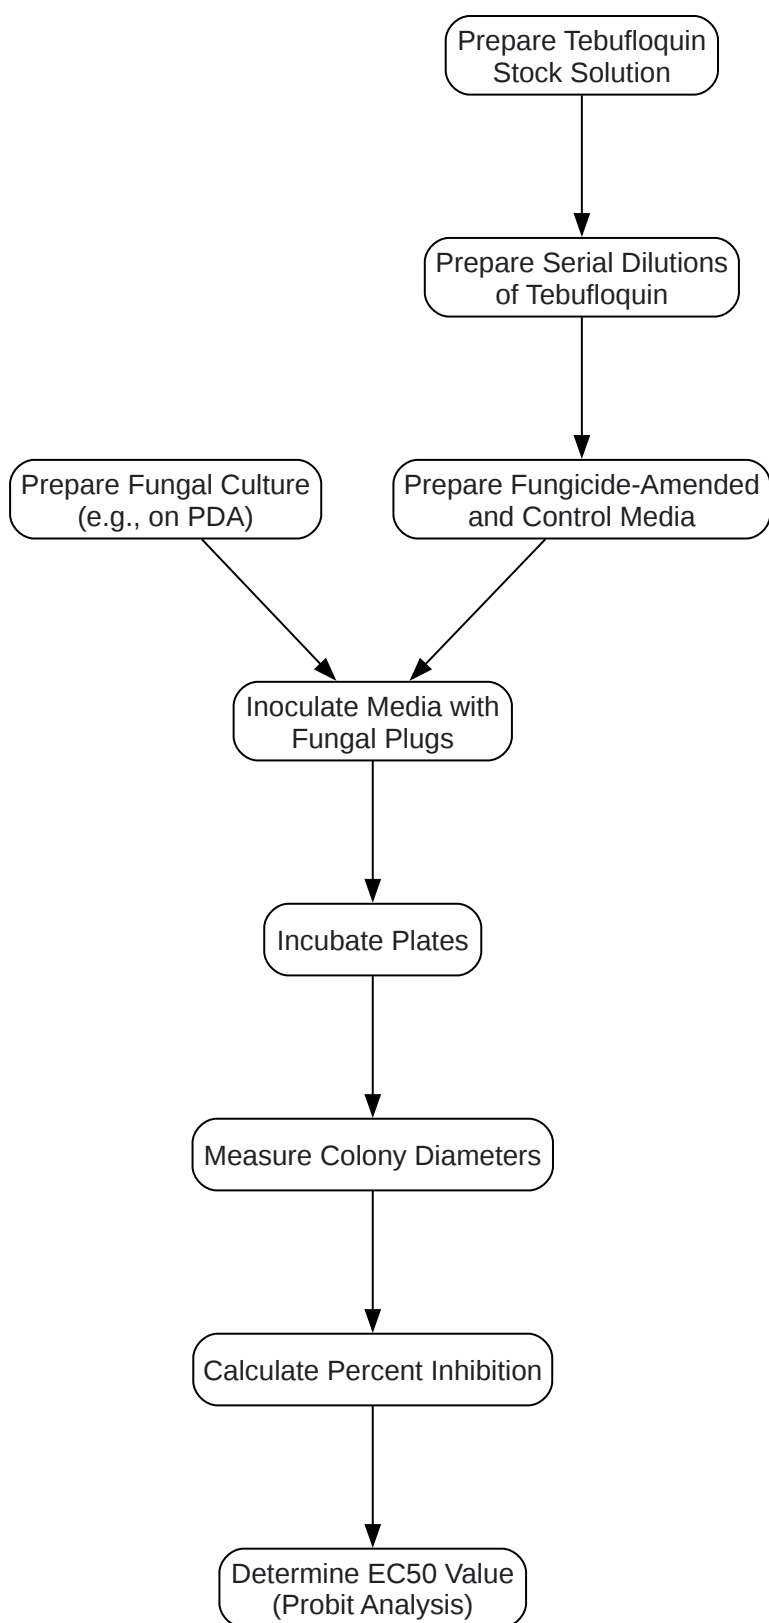 Prepare Tebufloquin
Stock Solution
Prepare Serial Dilutions
of Tebufloquin
Prepare Fungal Culture
(e.g., on PDA)
Prepare Fungicide-Amended
and Control Media
Inoculate Media with
Fungal Plugs
Incubate Plates
Measure Colony Diameters
Calculate Percent Inhibition
Determine EC50 Value
(Probit Analysis)